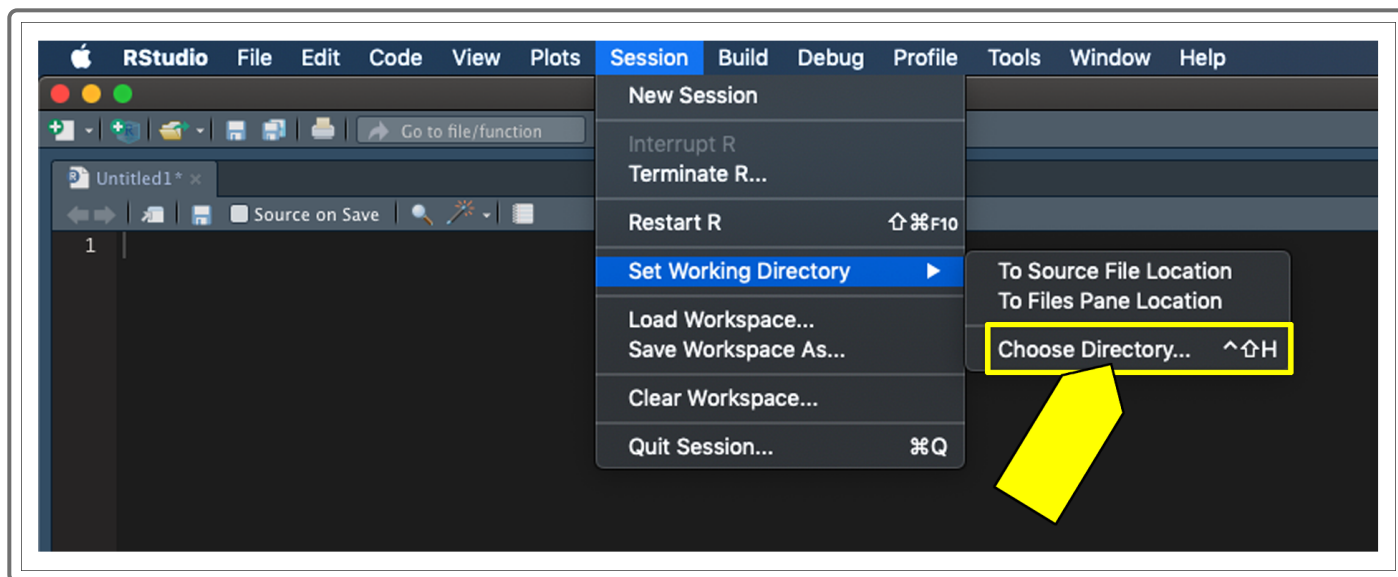 RStudio File Edit Code View Plots Session Build Debug Profile Tools Window Help
New Session
Go to file/function
Interrupt R
Terminate R...
Untitled1* ×
Source on Save
Restart R ⇧⌘F10
1
Set Working Directory ▶
To Source File Location
To Files Pane Location
Load Workspace...
Save Workspace As...
Choose Directory... ^⇧H
Clear Workspace...
Quit Session... ⌘Q